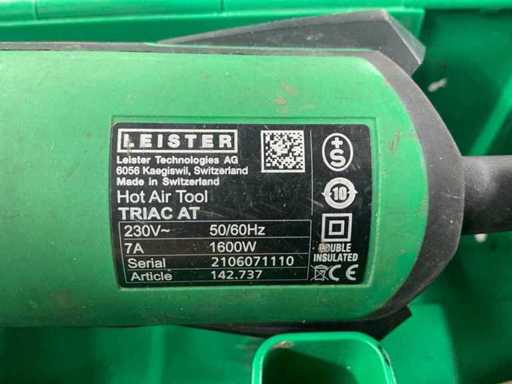 LEISTER
Leister Technologies AG
6056 Kaegiswil, Switzerland
Made in Switzerland
Hot Air Tool
TRIAC AT
230V~ 50/60Hz
7A 1600W
Serial 2106071110
Article 142.737
+S
10
DOUBLE
INSULATED
CE